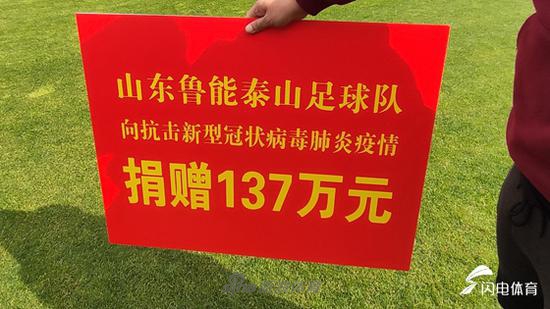 山东鲁能泰山足球队
向抗击新型冠状病毒肺炎疫情
捐赠137万元
闪电体育